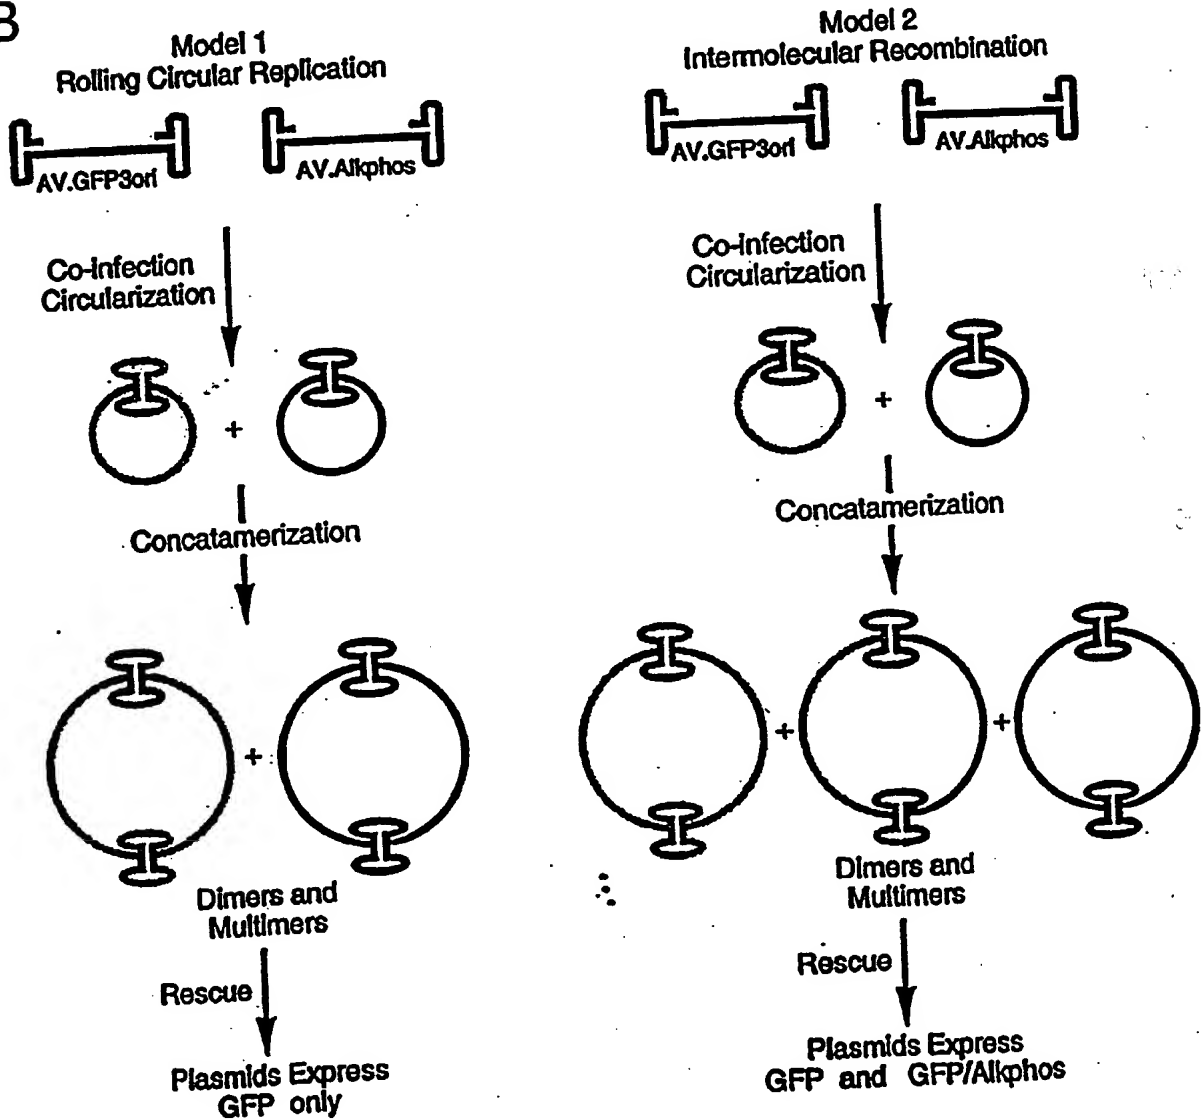 B
Model 1
Rolling Circular Replication
AV.GFP3ori
AV.Alkphos
Co-infection
Circularization
+
Concatamerization
+
Dimers and
Multimers
Rescue
Plasmids Express
GFP only
Model 2
Intermolecular Recombination
AV.GFP3ori
AV.Alkphos
Co-infection
Circularization
+
Concatamerization
+
+
Dimers and
Multimers
Rescue
Plasmids Express
GFP and GFP/Alkphos